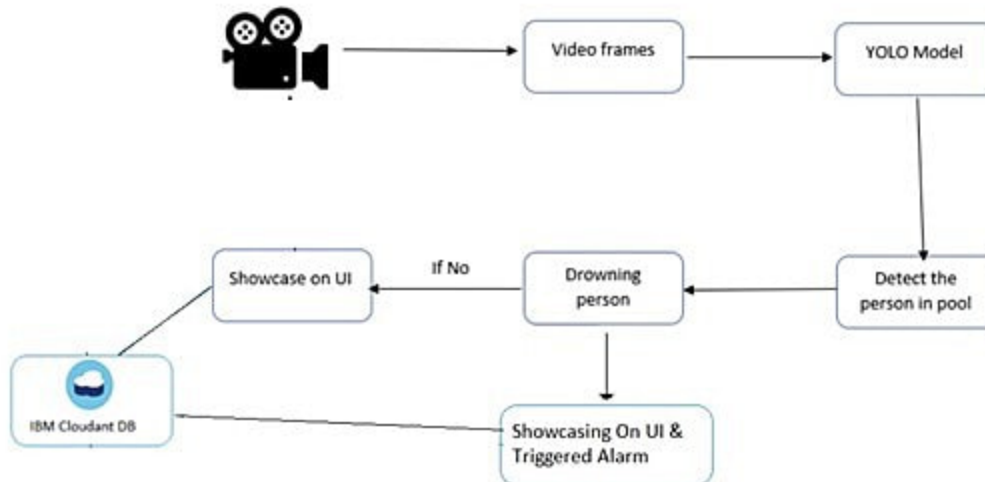 Video frames
YOLO Model
Detect the
person in pool
Drowning
person
If No
Showcase on UI
IBM Cloudant DB
Showcasing On UI &
Triggered Alarm